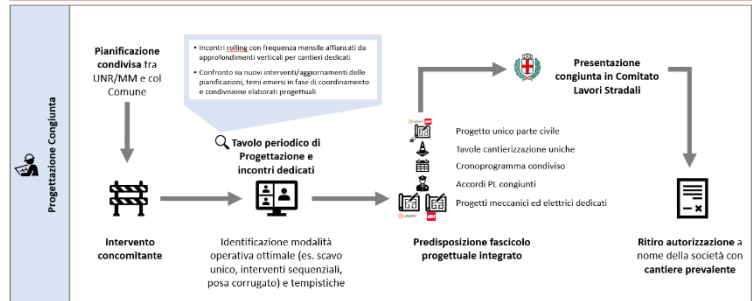 Progettazione Congiunta
Pianificazione
condivisa tra
UNR/MM e col
Comune
Intervento
concomitante
• Incontri rolling con frequenza mensile affiancati da
approfondimenti verticali per cantieri dedicati
• Confronto su nuovi interventi/aggiornamenti delle
pianificazioni, temi emersi in fase di coordinamento
e condivisione elaborati progettuali
Tavolo periodico di
Progettazione e
incontri dedicati
Identificazione modalità
operativa ottimale (es. scavo
unico, interventi sequenziali,
posa corrugato) e tempistiche
Progetto unico parte civile
Tavole cantierizzazione uniche
Cronoprogramma condiviso
Accordi PL congiunti
Progetti meccanici ed elettrici dedicati
Predisposizione fascicolo
progettuale integrato
Presentazione
congiunta in Comitato
Lavori Stradali
Ritiro autorizzazione a
nome della società con
cantiere prevalente